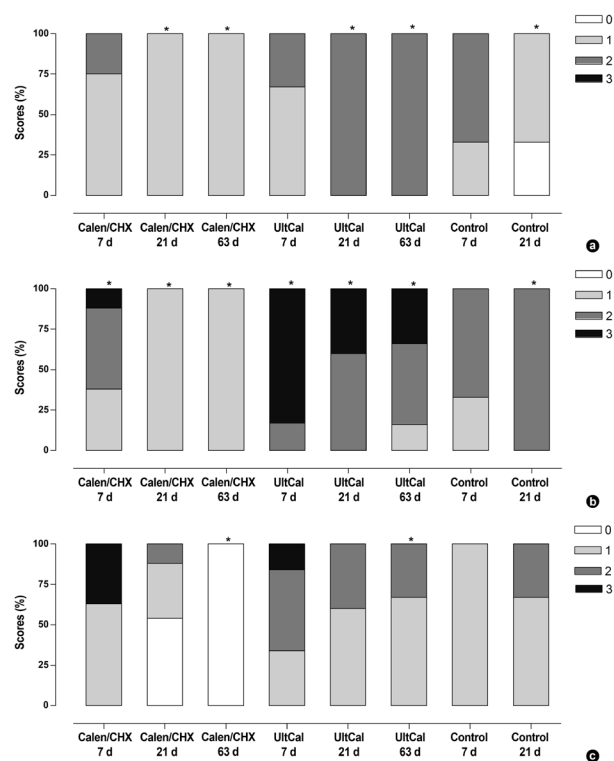 * * * * *
0
1
2
3
100
75
50
25
0
Scores (%)
Calen/CHX 7 d
Calen/CHX 21 d
Calen/CHX 63 d
UltCal 7 d
UltCal 21 d
UltCal 63 d
Control 7 d
Control 21 d
a
* * * * * * *
0
1
2
3
100
75
50
25
0
Scores (%)
Calen/CHX 7 d
Calen/CHX 21 d
Calen/CHX 63 d
UltCal 7 d
UltCal 21 d
UltCal 63 d
Control 7 d
Control 21 d
b
* *
0
1
2
3
100
75
50
25
0
Scores (%)
Calen/CHX 7 d
Calen/CHX 21 d
Calen/CHX 63 d
UltCal 7 d
UltCal 21 d
UltCal 63 d
Control 7 d
Control 21 d
c